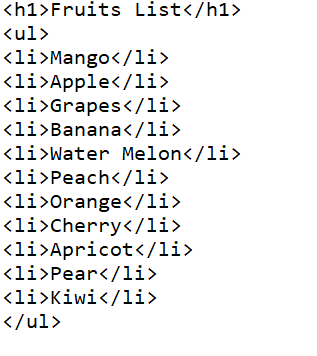 <h1>Fruits List</h1>
<ul>
<li>Mango</li>
<li>Apple</li>
<li>Grapes</li>
<li>Banana</li>
<li>Water Melon</li>
<li>Peach</li>
<li>Orange</li>
<li>Cherry</li>
<li>Apricot</li>
<li>Pear</li>
<li>Kiwi</li>
</ul>